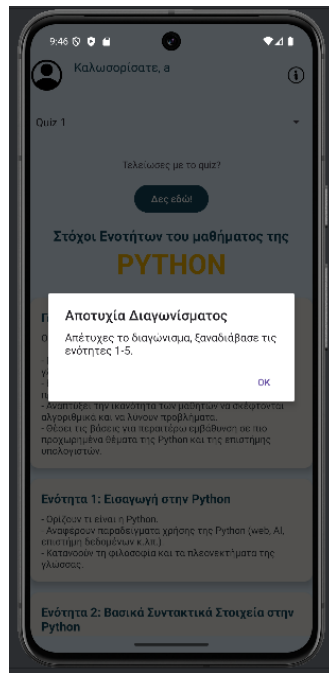 9:46
Καλωσορίσατε, a
Quiz 1
Τελείωσες με το quiz?
Δες εδώ!
Στόχοι Ενοτήτων του μαθήματος της
PYTHON
Αποτυχία Διαγωνίσματος
Απέτυχες το διαγώνισμα, ξαναδιάβασε τις
ενότητες 1-5.
OK
- Αναπτύξει την ικανότητα των μαθητών να σκέφτονται
αλγοριθμικά και να λύνουν προβλήματα.
- Θέσει τις βάσεις για περαιτέρω εμβάθυνση σε πιο
προχωρημένα θέματα της Python και της επιστήμης
υπολογιστών.
Ενότητα 1: Εισαγωγή στην Python
- Ορίζουν τι είναι η Python.
- Αναφέρουν παραδείγματα χρήσης της Python (web, AI,
επιστήμη δεδομένων κ.λπ.).
- Κατανοούν τη φιλοσοφία και τα πλεονεκτήματα της
γλώσσας.
Ενότητα 2: Βασικά Συντακτικά Στοιχεία στην
Python